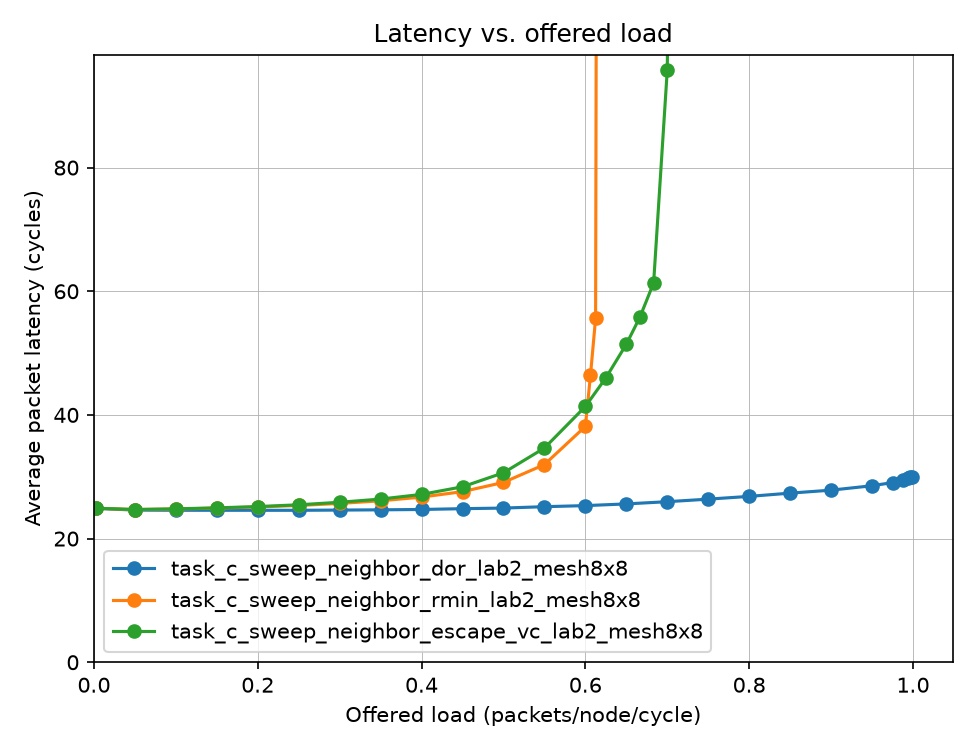 Latency vs. offered load
Average packet latency (cycles)
80
60
40
20
0
task_c_sweep_neighbor_dor_lab2_mesh8x8
task_c_sweep_neighbor_rmin_lab2_mesh8x8
task_c_sweep_neighbor_escape_vc_lab2_mesh8x8
0.0 0.2 0.4 0.6 0.8 1.0
Offered load (packets/node/cycle)